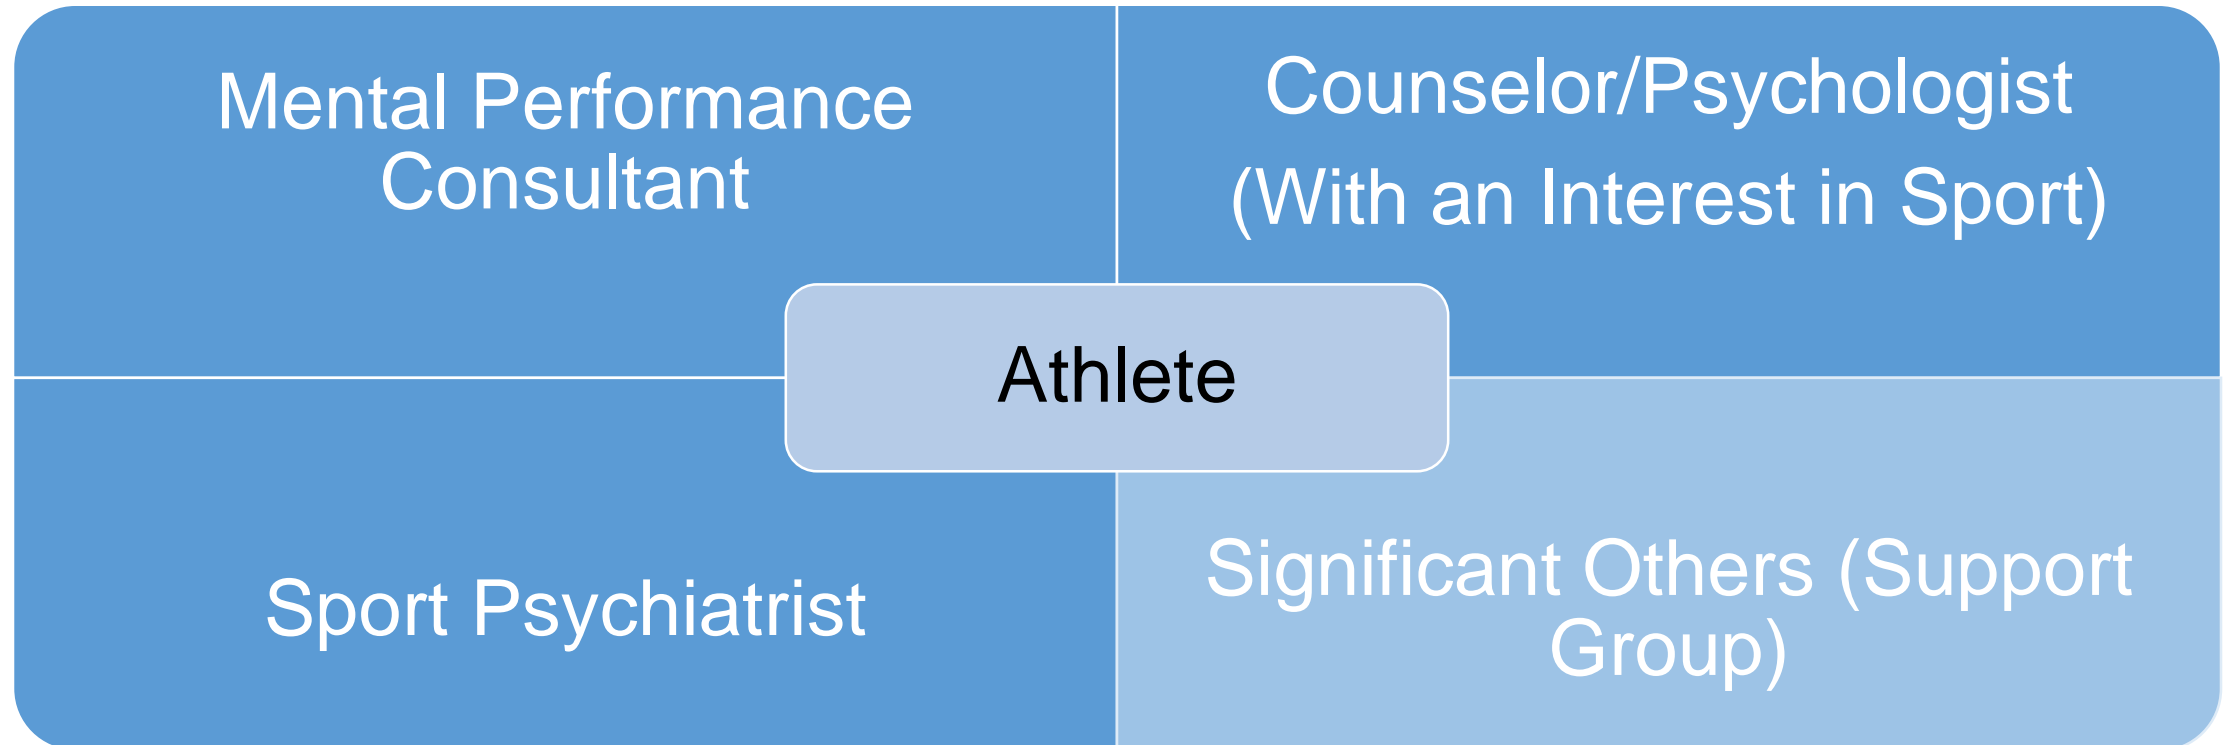 Mental Performance
Consultant
Counselor/Psychologist
(With an Interest in Sport)
Athlete
Sport Psychiatrist
Significant Others (Support
Group)